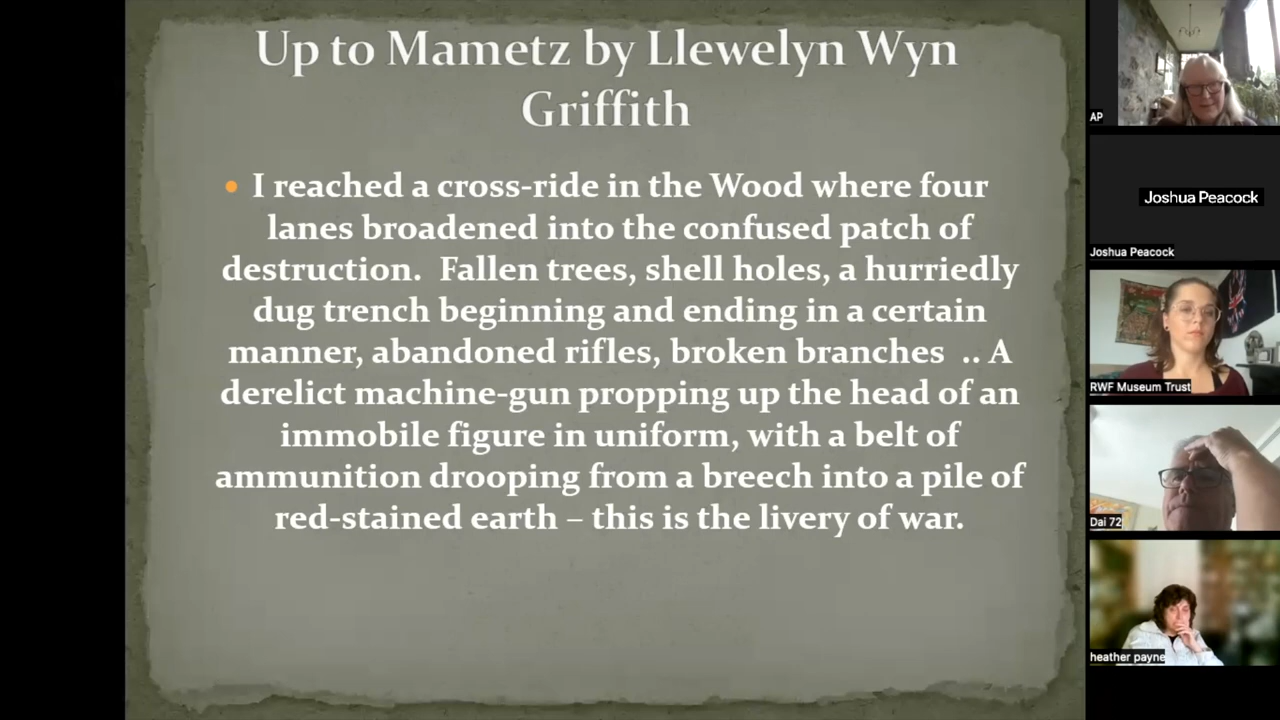 Up to Mametz by Llewelyn Wyn
Griffith
• I reached a cross-ride in the Wood where four
lanes broadened into the confused patch of
destruction.  Fallen trees, shell holes, a hurriedly
dug trench beginning and ending in a certain
manner, abandoned rifles, broken branches  .. A
derelict machine-gun propping up the head of an
immobile figure in uniform, with a belt of
ammunition drooping from a breech into a pile of
red-stained earth – this is the livery of war.
AP
Joshua Peacock
Joshua Peacock
RWF Museum Trust
Dai 72
heather payne